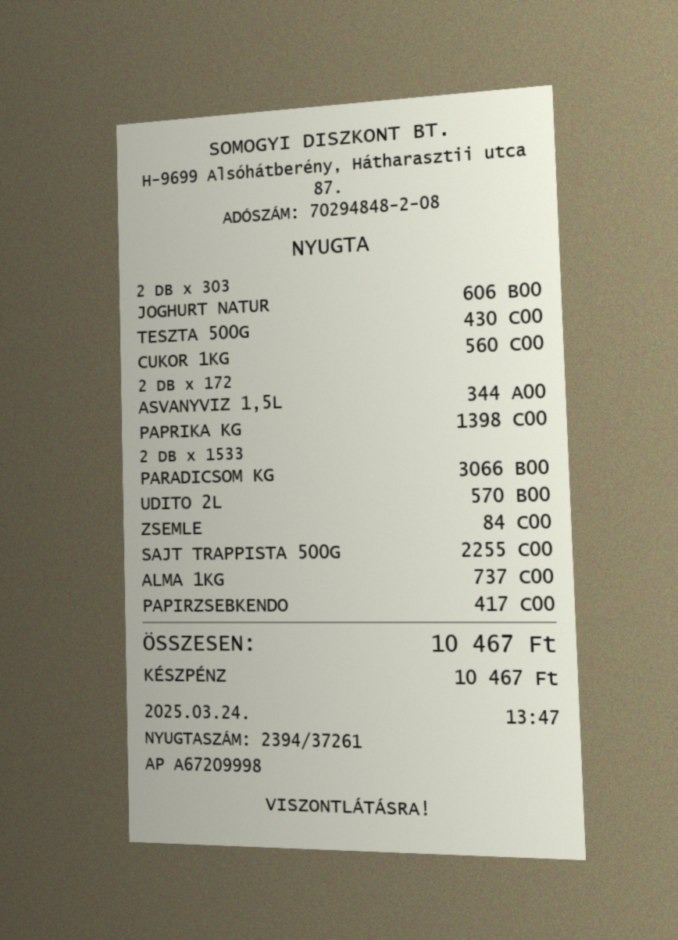 SOMOGYI DISZKONT BT.
H-9699 Alsóhátberény, Hátharasztii utca
87.
ADÓSZÁM: 70294848-2-08
NYUGTA
2 DB x 303
JOGHURT NATUR 606 B00
TESZTA 500G 430 C00
CUKOR 1KG 560 C00
2 DB x 172
ASVANYVIZ 1,5L 344 A00
PAPRIKA KG 1398 C00
2 DB x 1533
PARADICSOM KG 3066 B00
UDITO 2L 570 B00
ZSEMLE 84 C00
SAJT TRAPPISTA 500G 2255 C00
ALMA 1KG 737 C00
PAPIRZSEBKENDO 417 C00
ÖSSZESEN: 10 467 Ft
KÉSZPÉNZ 10 467 Ft
2025.03.24. 13:47
NYUGTASZÁM: 2394/37261
AP A67209998
VISZONTLÁTÁSRA!